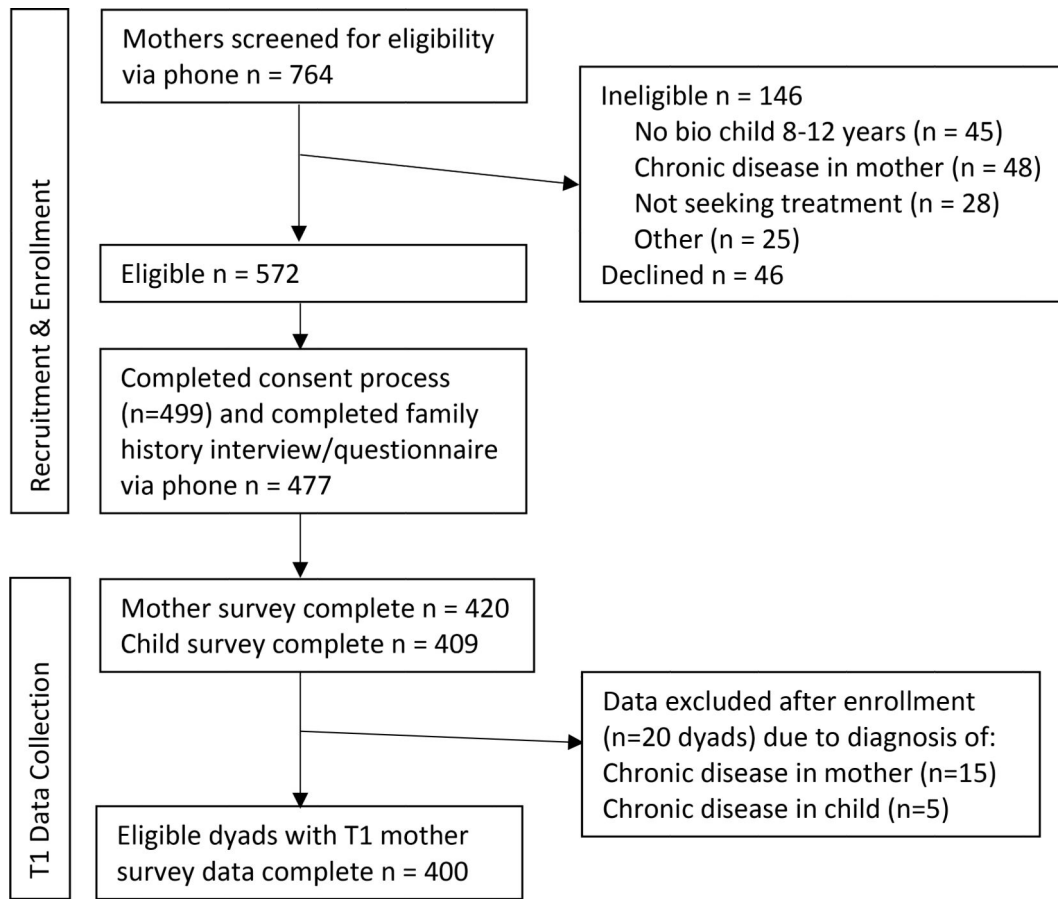 Recruitment & Enrollment
Mothers screened for eligibility
via phone n = 764
Ineligible n = 146
No bio child 8-12 years (n = 45)
Chronic disease in mother (n = 48)
Not seeking treatment (n = 28)
Other (n = 25)
Declined n = 46
Eligible n = 572
Completed consent process
(n=499) and completed family
history interview/questionnaire
via phone n = 477
T1 Data Collection
Mother survey complete n = 420
Child survey complete n = 409
Data excluded after enrollment
(n=20 dyads) due to diagnosis of:
Chronic disease in mother (n=15)
Chronic disease in child (n=5)
Eligible dyads with T1 mother
survey data complete n = 400